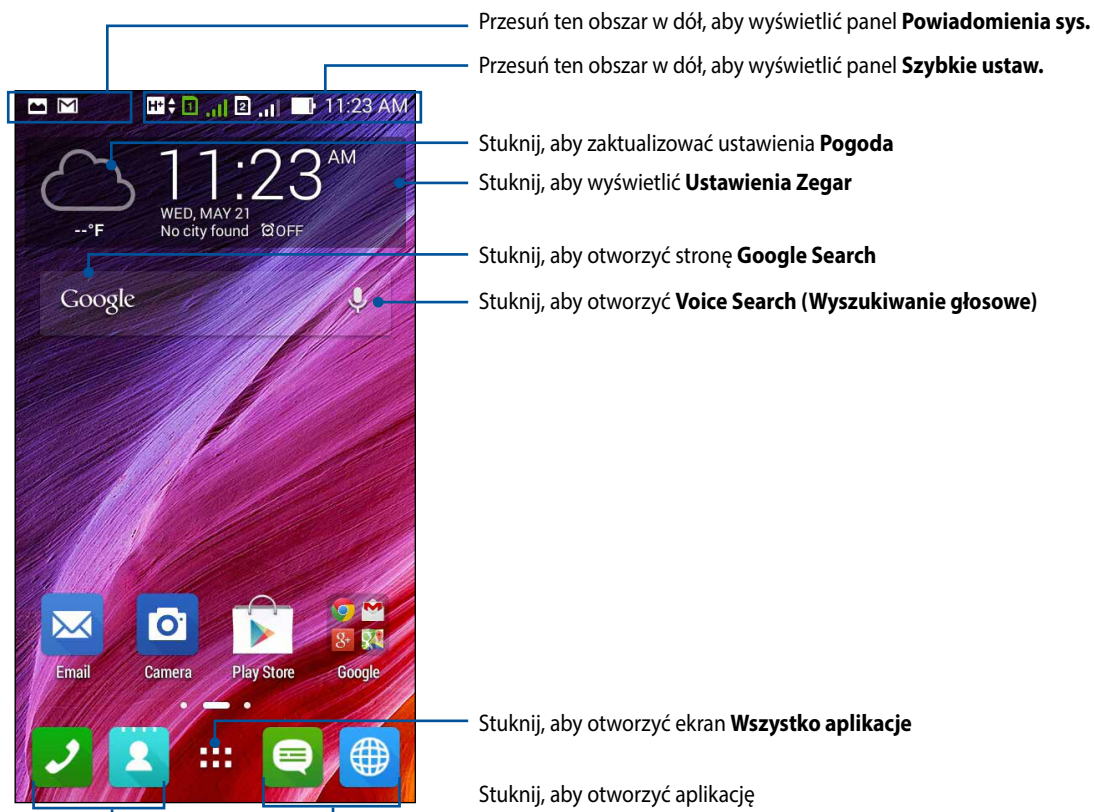 Przesuń ten obszar w dół, aby wyświetlić panel Powiadomienia sys.
Przesuń ten obszar w dół, aby wyświetlić panel Szybkie ustaw.
H+ 1 2 11:23 AM
Stuknij, aby zaktualizować ustawienia Pogoda
11:23 AM
Stuknij, aby wyświetlić Ustawienia Zegar
WED, MAY 21
--°F No city found OFF
Stuknij, aby otworzyć stronę Google Search
Google
Stuknij, aby otworzyć Voice Search (Wyszukiwanie głosowe)
Email Camera Play Store Google
Stuknij, aby otworzyć ekran Wszystko aplikacje
Stuknij, aby otworzyć aplikację